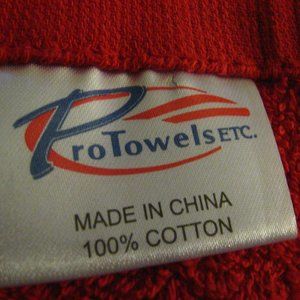 ProTowels ETC.
MADE IN CHINA
100% COTTON